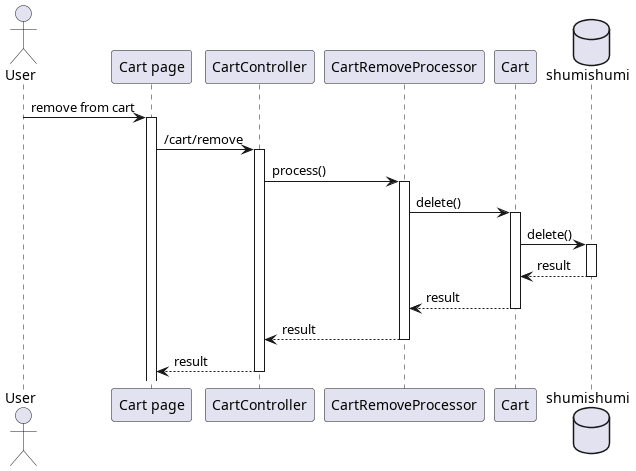 User
Cart page
CartController
CartRemoveProcessor
Cart
shumishumi
remove from cart
/cart/remove
process()
delete()
delete()
result
result
result
result
User
Cart page
CartController
CartRemoveProcessor
Cart
shumishumi